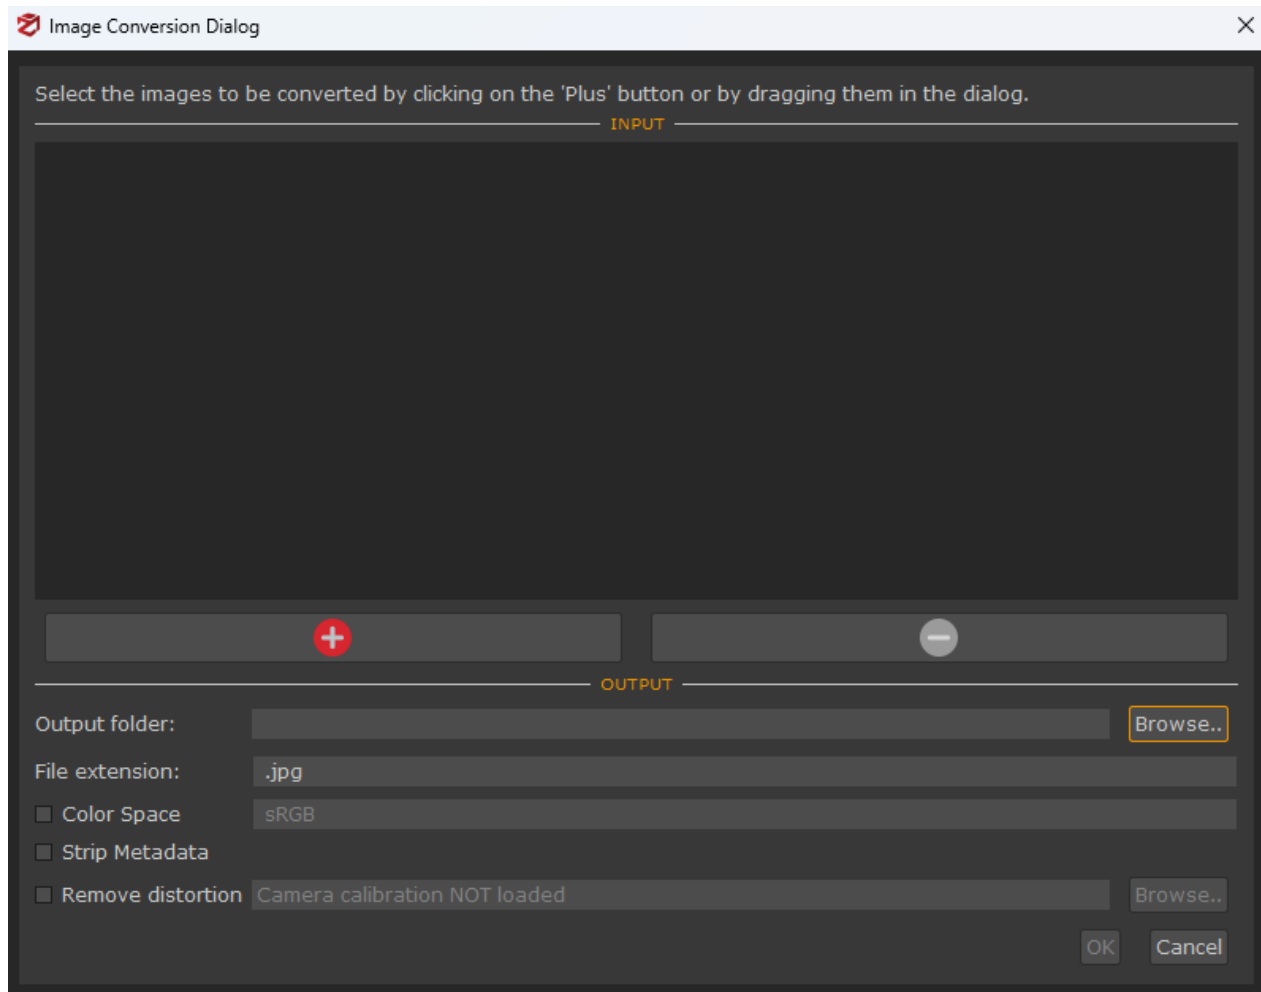 Image Conversion Dialog
Select the images to be converted by clicking on the 'Plus' button or by dragging them in the dialog.
INPUT
OUTPUT
Output folder: Browse..
File extension: .jpg
Color Space sRGB
Strip Metadata
Remove distortion Camera calibration NOT loaded Browse..
OK Cancel